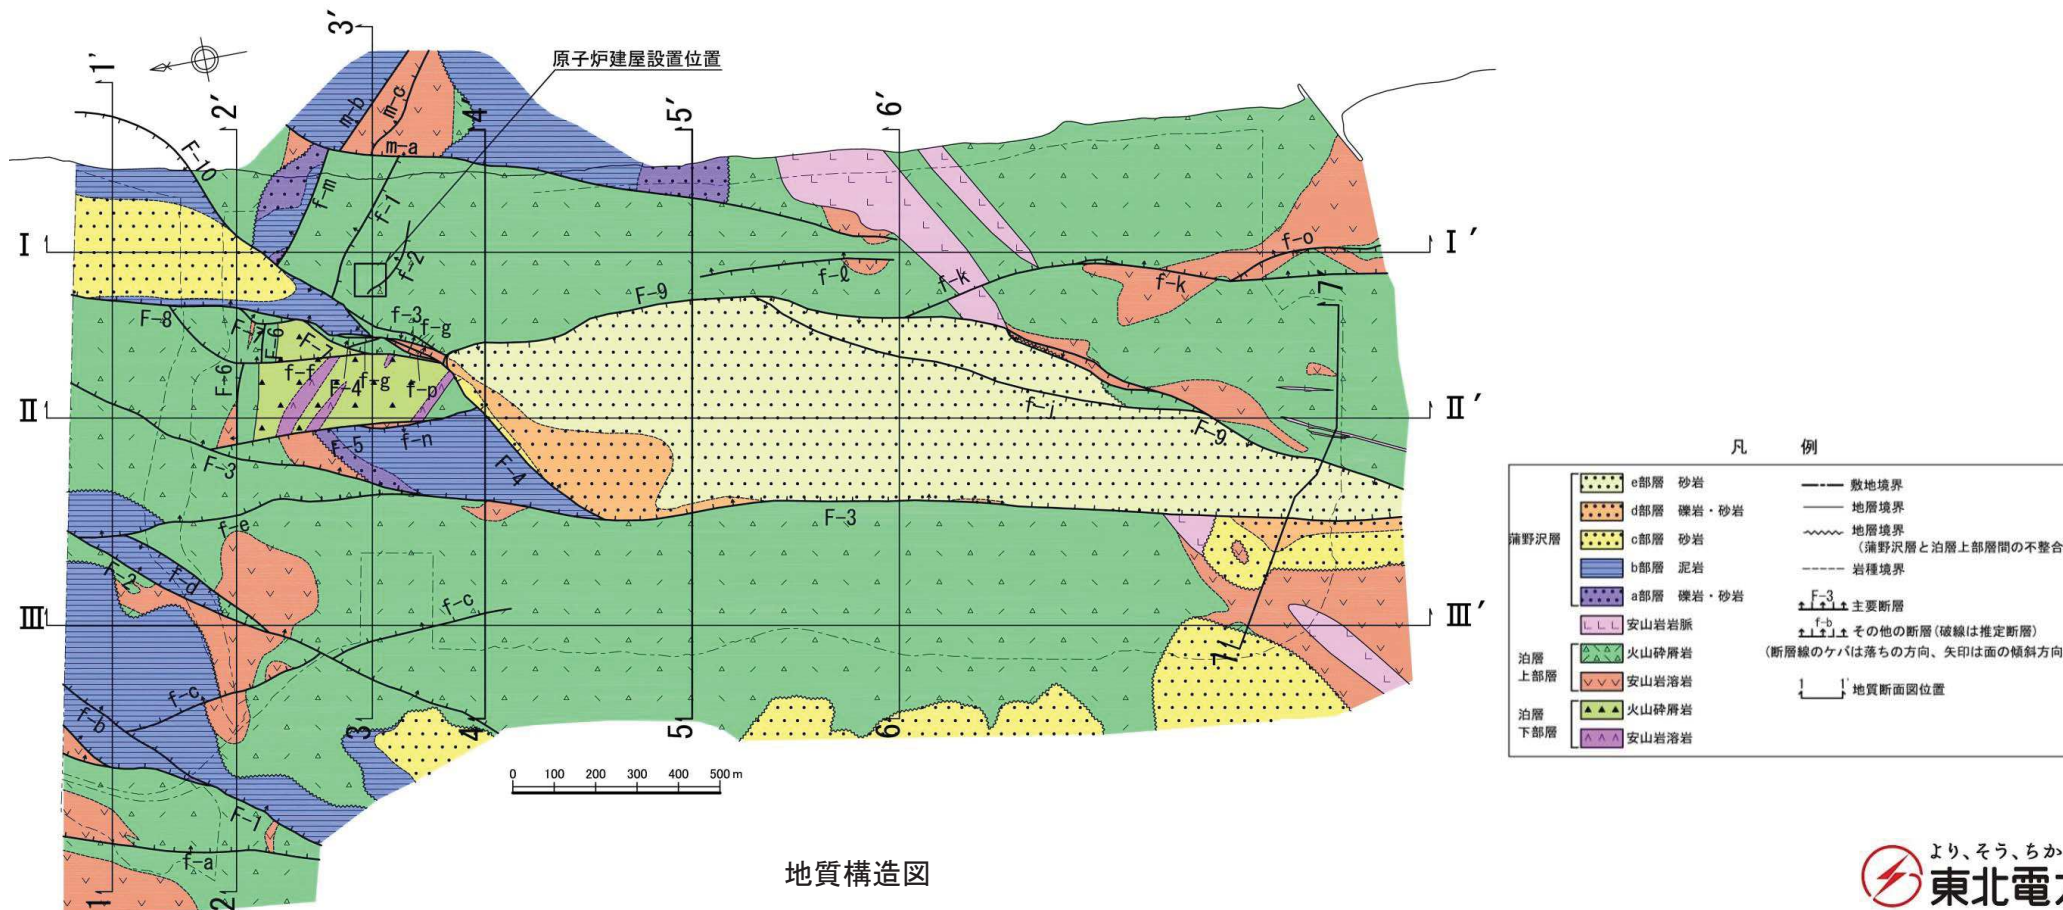 3'
原子炉建屋設置位置
1'
2'
m-b
m-c
4'
5'
6'
m-a
F-10
f-m
f-1
f-2
I
I'
f-o
f-k
f-ℓ
f-k
F-9
7'
F-8
f-3
f-g
F-6
F-6
f-f
F-4
f-g
f-p
II
f-j
II'
F-9
F-5
f-n
F-3
F-4
F-3
f-e
F-2
f-d
f-c
III
III'
7
f-c
f-b
3
4
5
6
F-1
f-a
1
2
0 100 200 300 400 500 m
地質構造図
凡 例
蒲野沢層
e部層 砂岩
d部層 礫岩・砂岩
c部層 砂岩
b部層 泥岩
a部層 礫岩・砂岩
安山岩岩脈
泊層
上部層
火山砕屑岩
安山岩溶岩
泊層
下部層
火山砕屑岩
安山岩溶岩
敷地境界
地層境界
地層境界
(蒲野沢層と泊層上部層間の不整合
岩種境界
F-3
主要断層
f-b
その他の断層(破線は推定断層)
(断層線のケバは落ちの方向、矢印は面の傾斜方向
1 1'
地質断面図位置
より、そう、ちか
東北電